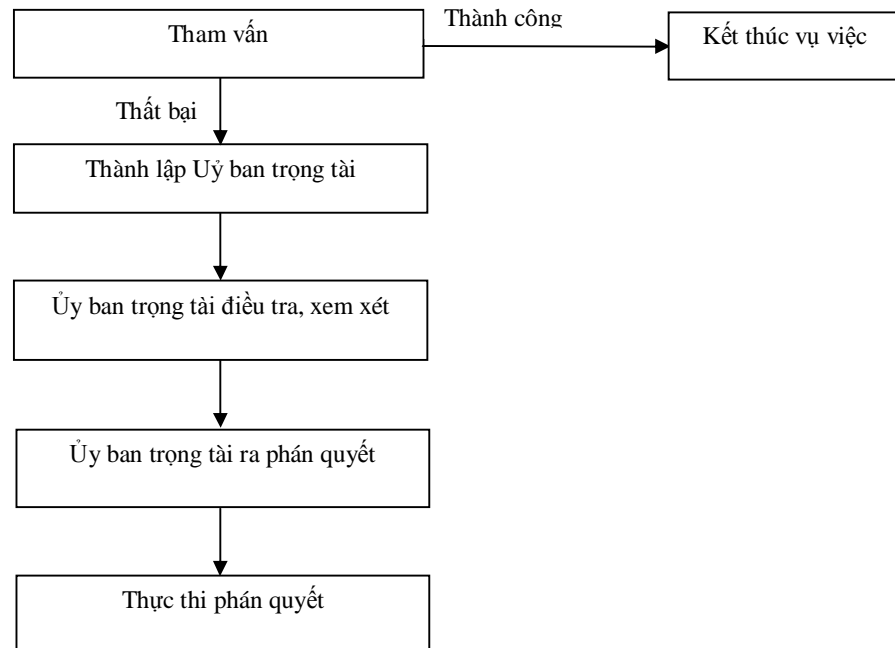 Tham vấn
Thành công
Kết thúc vụ việc
Thất bại
Thành lập Uỷ ban trọng tài
Ủy ban trọng tài điều tra, xem xét
Ủy ban trọng tài ra phán quyết
Thực thi phán quyết